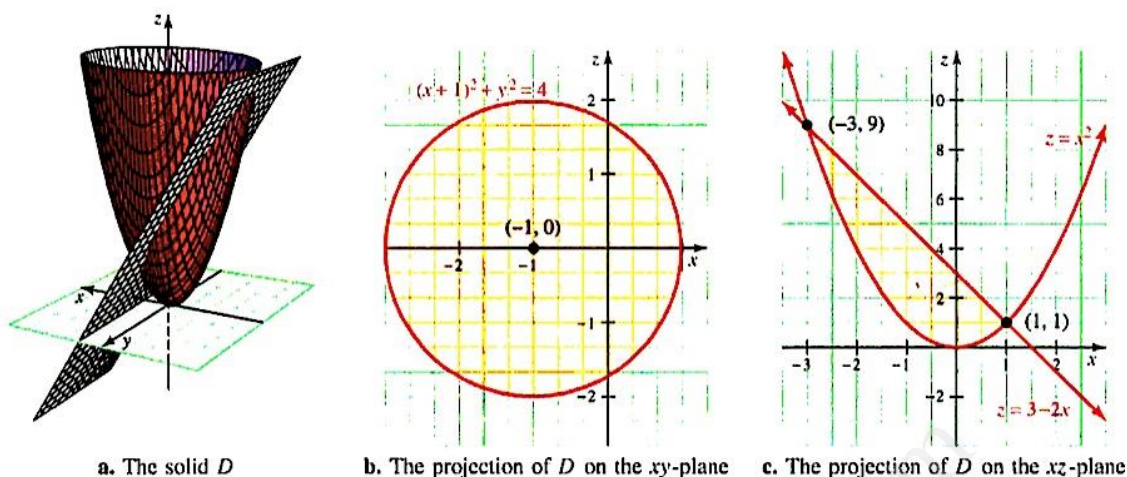 z
x
y
a. The solid D
z
(x + 1)² + y² = 4
2
1
(-1, 0)
-2
-1
x
-1
-2
b. The projection of D on the xy-plane
z
10
(-3, 9)
z = x²
8
6
4
2
(1, 1)
-3
-2
-1
1
2
x
-2
z = 3-2x
c. The projection of D on the xz-plane